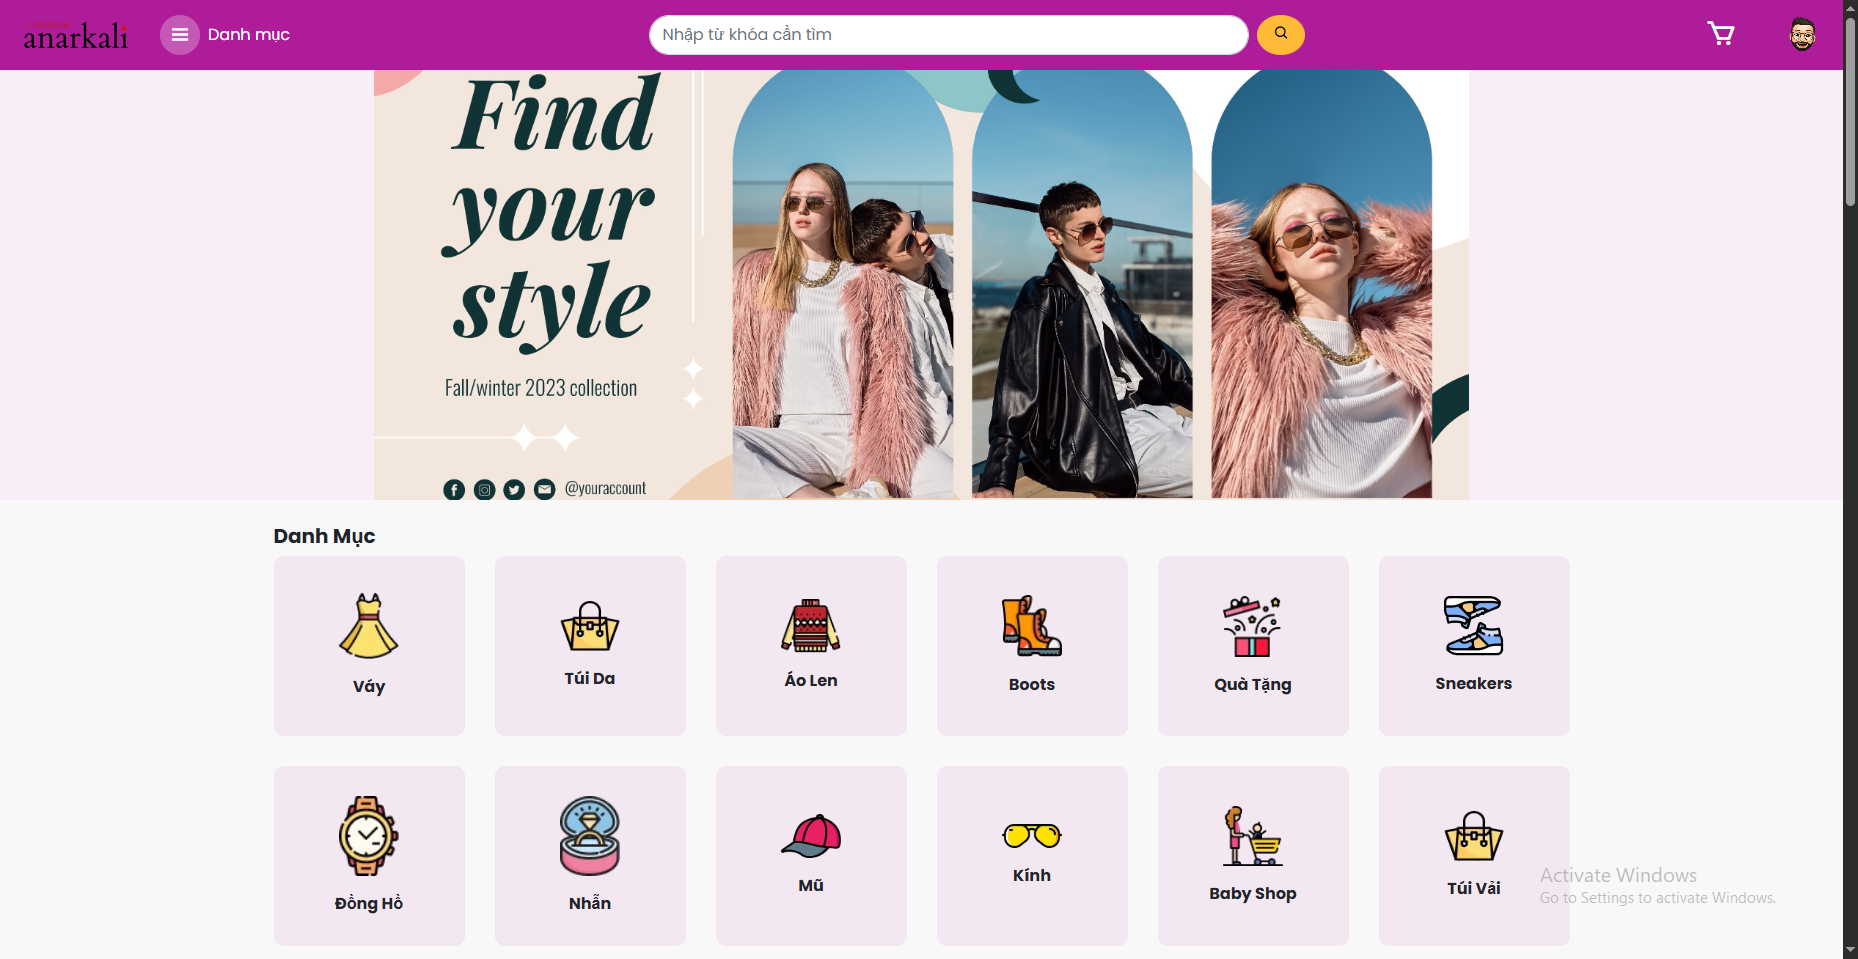 anarkali
Danh mục
Nhập từ khóa cần tìm
Find
your
style
Fall/winter 2023 collection
@youraccount
Danh Mục
Váy
Túi Da
Áo Len
Boots
Quà Tặng
Sneakers
Đồng Hồ
Nhẫn
Mũ
Kính
Baby Shop
Túi Vải
Activate Windows
Go to Settings to activate Windows.